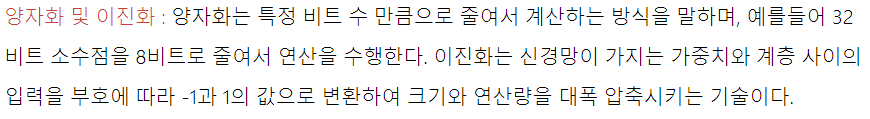 양자화 및 이진화 : 양자화는 특정 비트 수 만큼으로 줄여서 계산하는 방식을 말하며, 예를들어 32
비트 소수점을 8비트로 줄여서 연산을 수행한다. 이진화는 신경망이 가지는 가중치와 계층 사이의
입력을 부호에 따라 -1과 1의 값으로 변환하여 크기와 연산량을 대폭 압축시키는 기술이다.